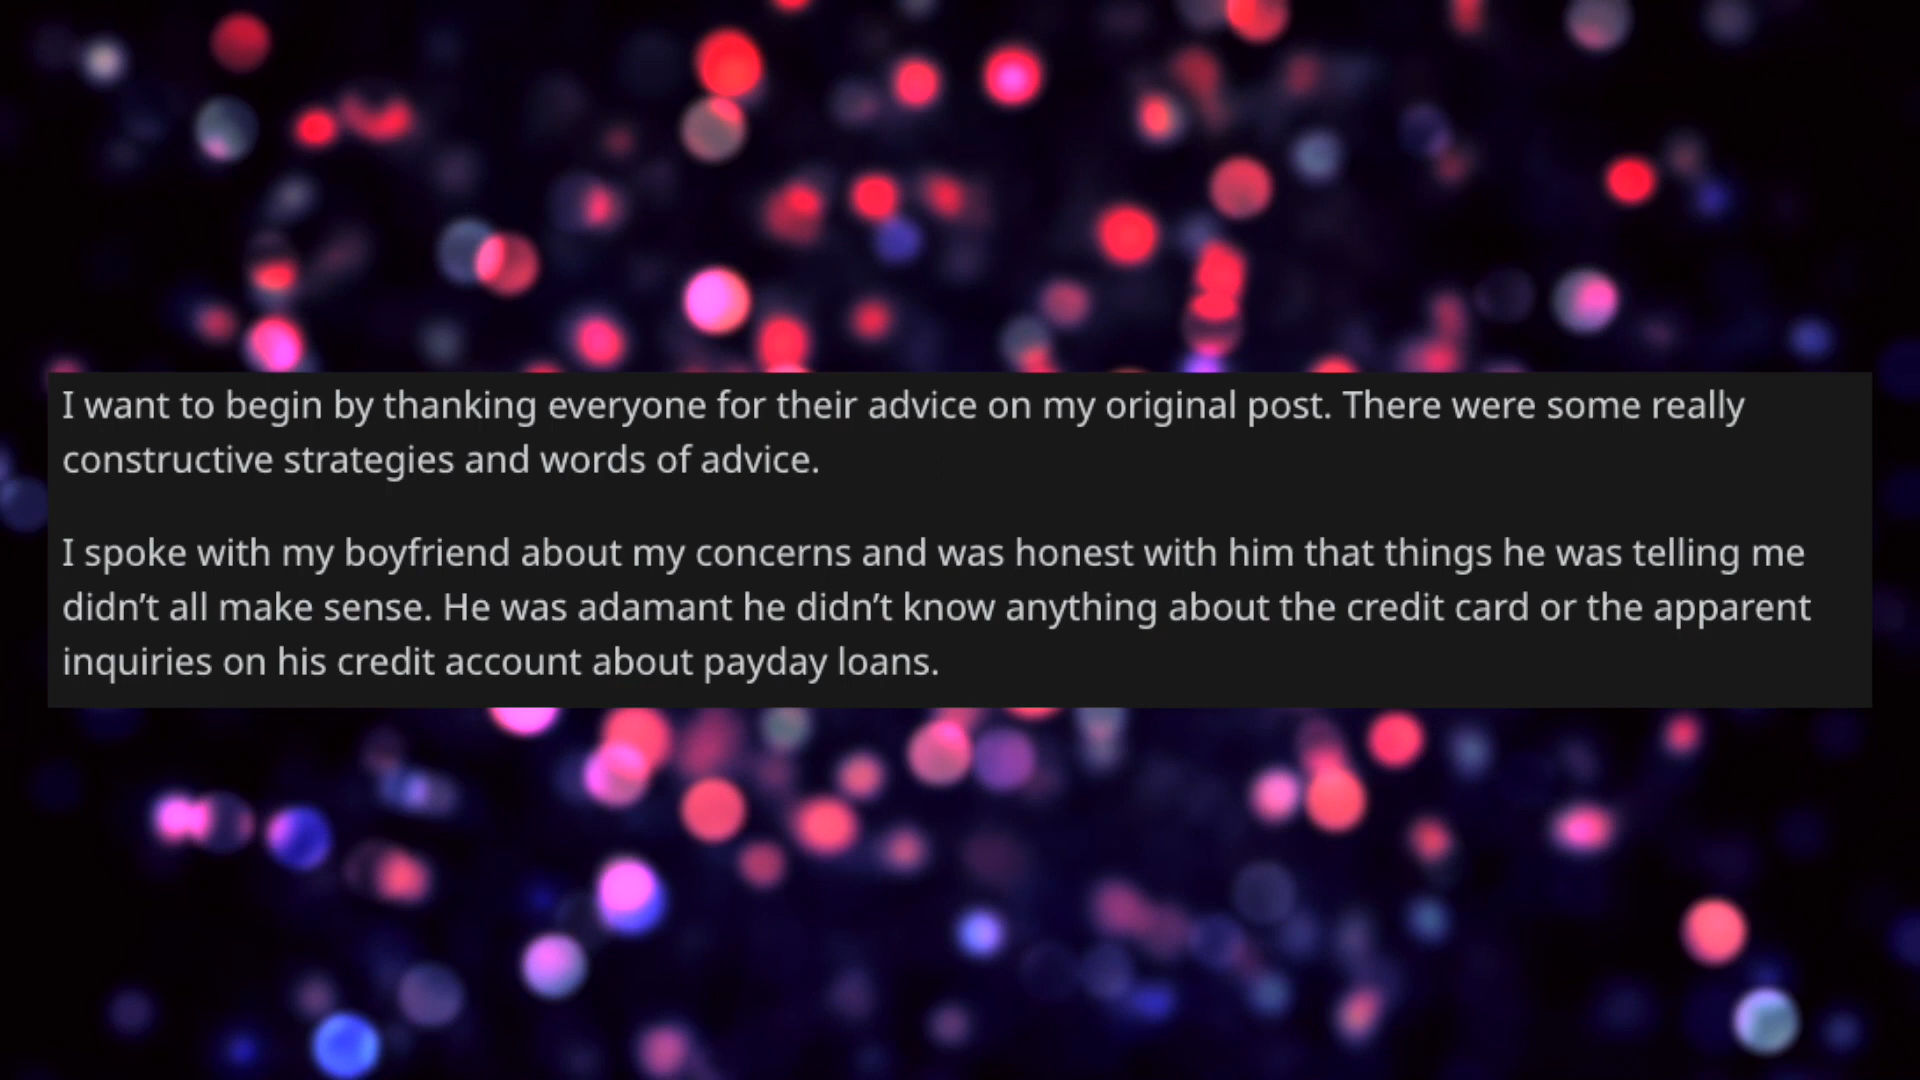 I want to begin by thanking everyone for their advice on my original post. There were some really
constructive strategies and words of advice.
I spoke with my boyfriend about my concerns and was honest with him that things he was telling me
didn’t all make sense. He was adamant he didn’t know anything about the credit card or the apparent
inquiries on his credit account about payday loans.